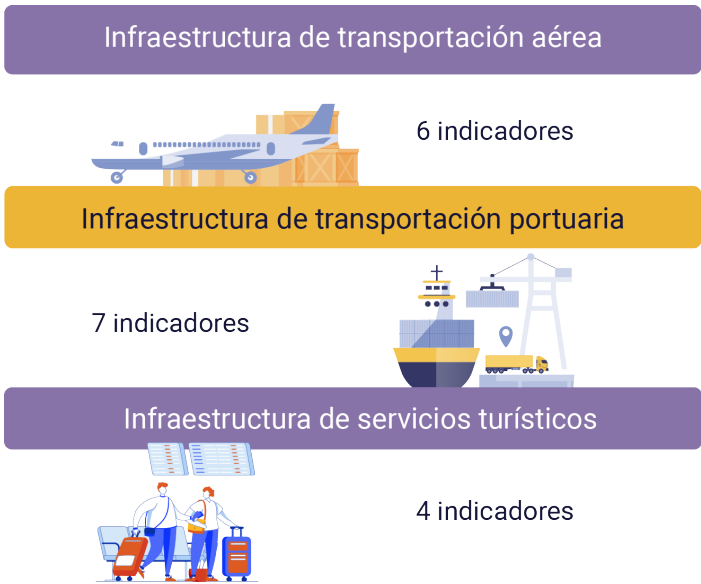 Infraestructura de transportación aérea
6 indicadores
Infraestructura de transportación portuaria
7 indicadores
Infraestructura de servicios turísticos
4 indicadores